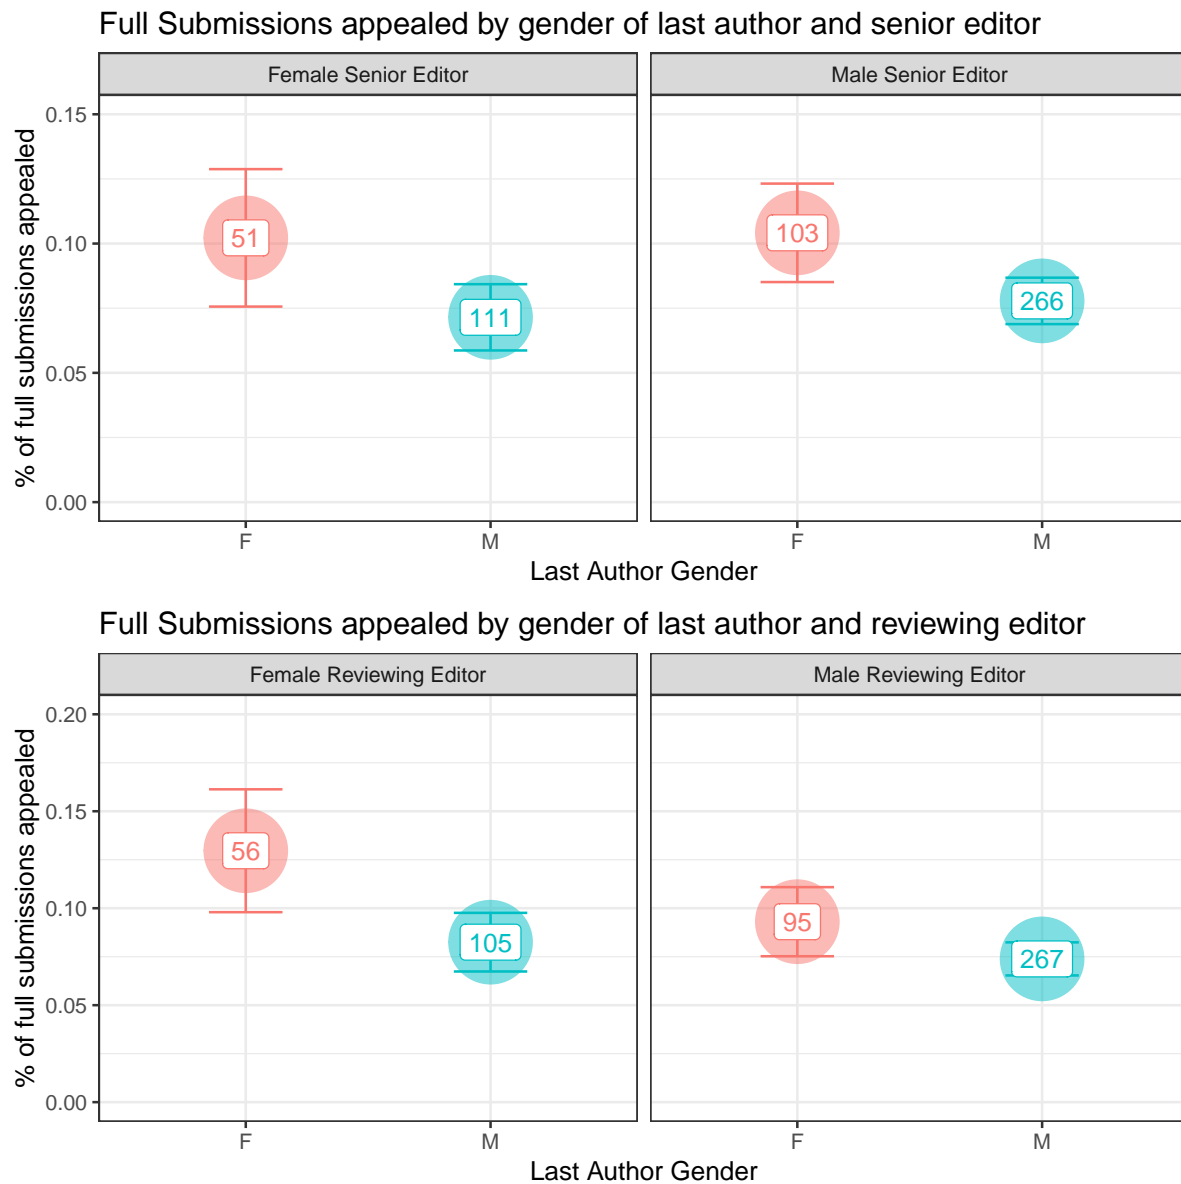 Full Submissions appealed by gender of last author and senior editor
Female Senior Editor
Male Senior Editor
% of full submissions appealed
0.15
0.10
0.05
0.00
51
111
103
266
F
M
F
M
Last Author Gender
Full Submissions appealed by gender of last author and reviewing editor
Female Reviewing Editor
Male Reviewing Editor
% of full submissions appealed
0.20
0.15
0.10
0.05
0.00
56
105
95
267
F
M
F
M
Last Author Gender